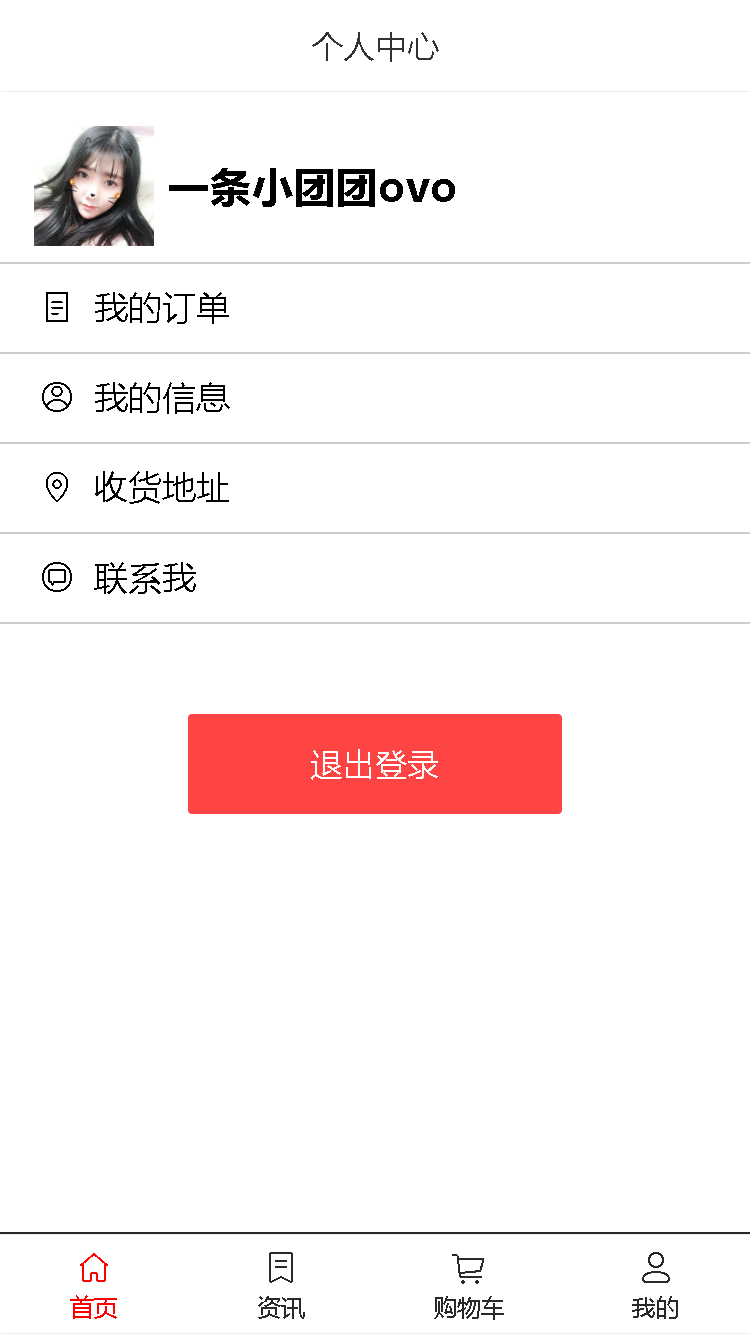 个人中心
一条小团团ovo
我的订单
我的信息
收货地址
联系我
退出登录
首页
资讯
购物车
我的